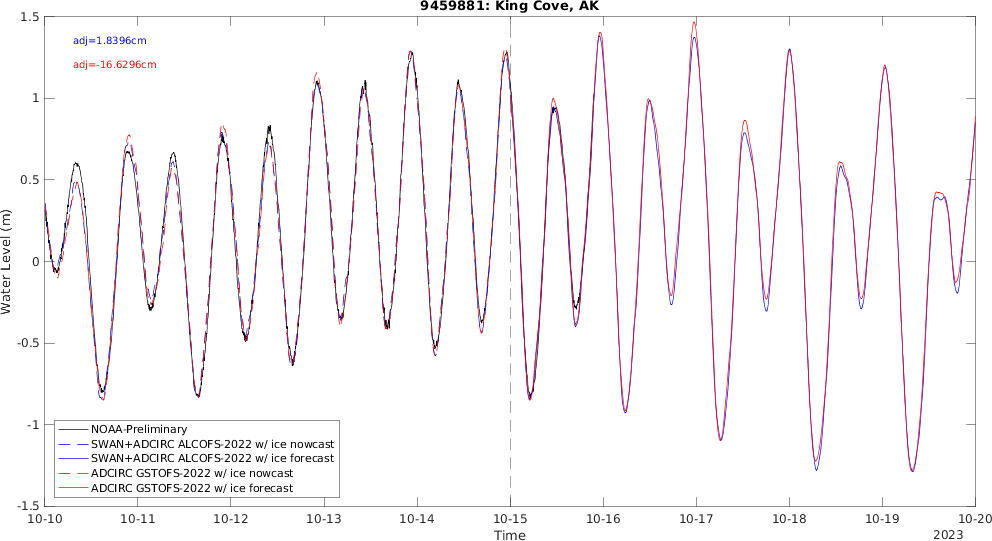 9459881: King Cove, AK
adj=1.8396cm
adj=-16.6296cm
Water Level (m)
1.5
1
0.5
0
-0.5
-1
-1.5
NOAA-Preliminary
SWAN+ADCIRC ALCOFS-2022 w/ ice nowcast
SWAN+ADCIRC ALCOFS-2022 w/ ice forecast
ADCIRC GSTOFS-2022 w/ ice nowcast
ADCIRC GSTOFS-2022 w/ ice forecast
10-10 10-11 10-12 10-13 10-14 10-15 10-16 10-17 10-18 10-19 10-20
Time
2023